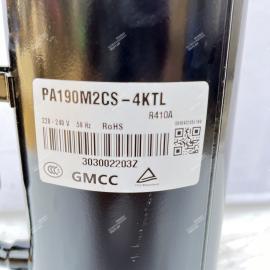 PA190M2CS-4KTL
R410A
220-240 V 50 Hz RoHS
303002203Z
GMCC